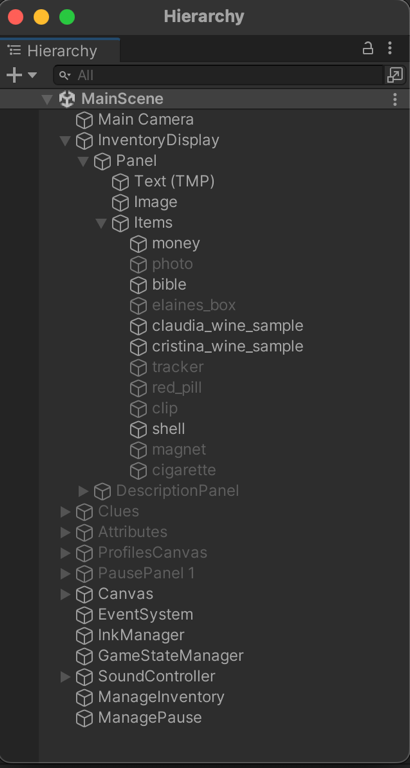 Hierarchy
Hierarchy
All
MainScene
Main Camera
InventoryDisplay
Panel
Text (TMP)
Image
Items
money
photo
bible
elaines_box
claudia_wine_sample
cristina_wine_sample
tracker
red_pill
clip
shell
magnet
cigarette
DescriptionPanel
Clues
Attributes
ProfilesCanvas
PausePanel 1
Canvas
EventSystem
InkManager
GameStateManager
SoundController
ManageInventory
ManagePause